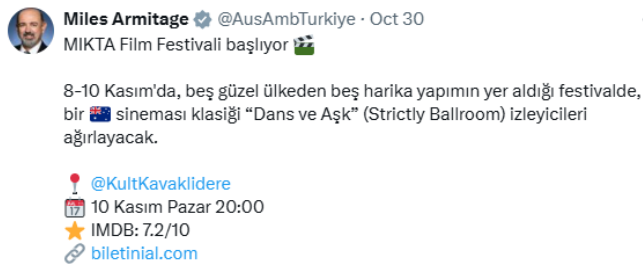 Miles Armitage @AusAmbTurkiye · Oct 30
MIKTA Film Festivali başlıyor 🎬
8-10 Kasım'da, beş güzel ülkeden beş harika yapımın yer aldığı festivalde,
bir 🇦🇺 sineması klasiği “Dans ve Aşk” (Strictly Ballroom) izleyicileri
ağırlayacak.
📍 @KultKavaklidere
📅 10 Kasım Pazar 20:00
⭐ IMDB: 7.2/10
🔗 biletinial.com